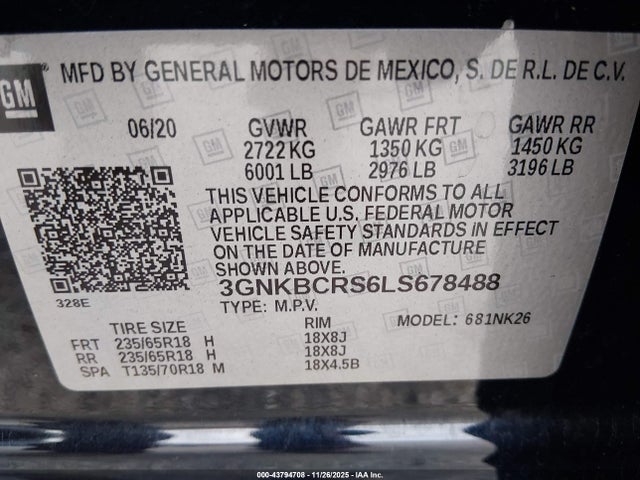 GM
MFD BY GENERAL MOTORS DE MEXICO, S. DE R.L. DE C.V.
06/20 GVWR GAWR FRT GAWR RR
2722 KG 1350 KG 1450 KG
6001 LB 2976 LB 3196 LB
THIS VEHICLE CONFORMS TO ALL
APPLICABLE U.S. FEDERAL MOTOR
VEHICLE SAFETY STANDARDS IN EFFECT
ON THE DATE OF MANUFACTURE
SHOWN ABOVE.
328E
3GNKBCRS6LS678488
TYPE: M.P.V. MODEL: 681NK26
TIRE SIZE RIM
FRT 235/65R18 H 18X8J
RR 235/65R18 H 18X8J
SPA T135/70R18 M 18X4.5B
000-43794708 - 11/26/2025 - IAA Inc.